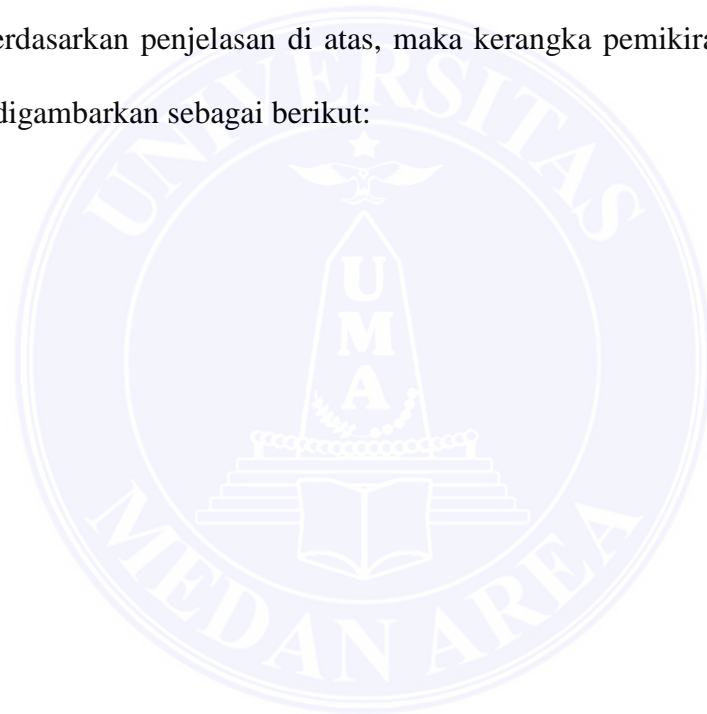 erdasarkan penjelasan di atas, maka kerangka pemikira
digambarkan sebagai berikut:
UNIVERSITAS
U
M
A
MEDAN AREA